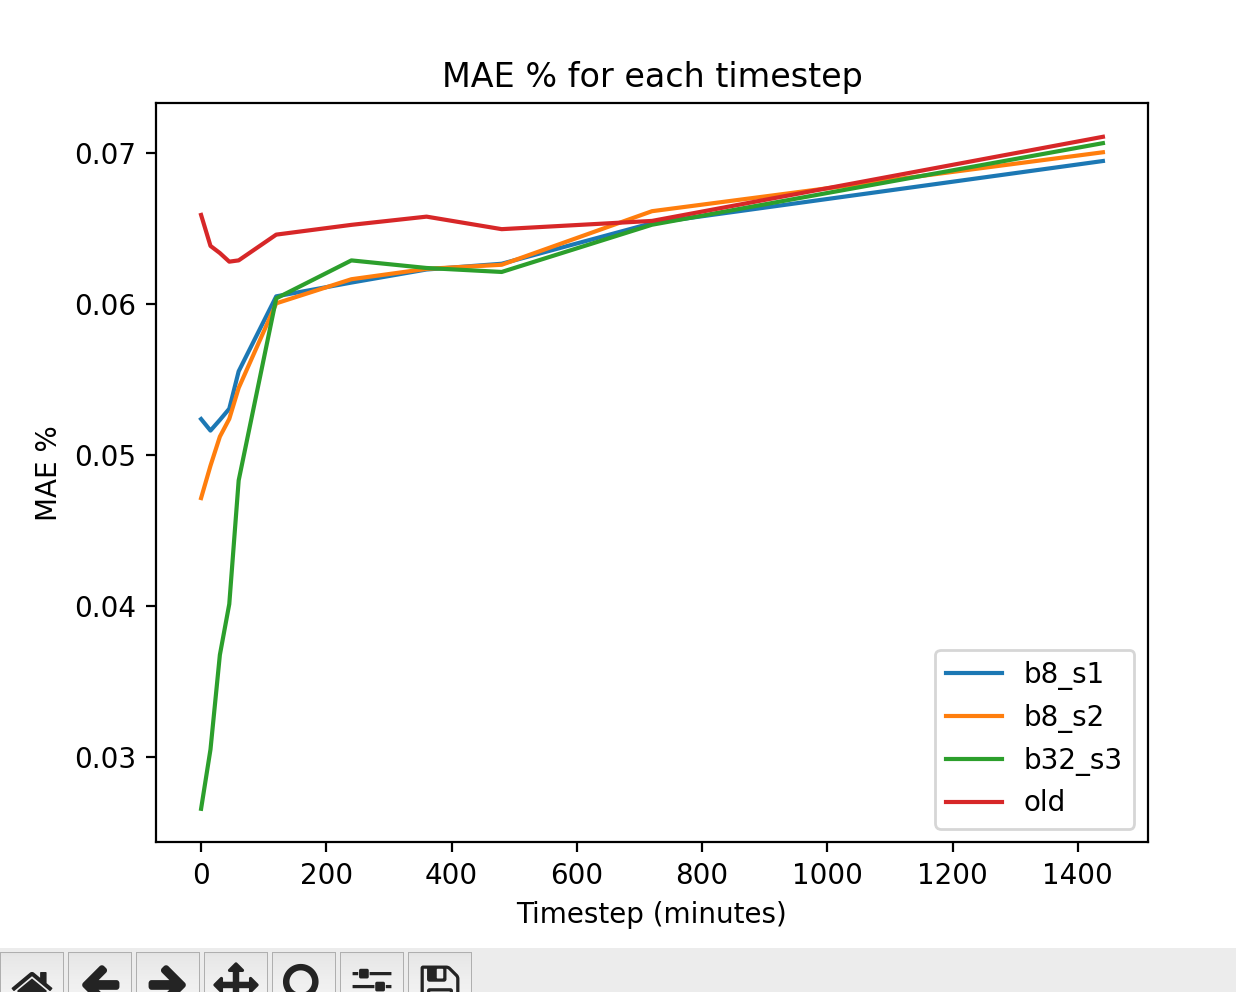 MAE % for each timestep
0.07
0.06
0.05
0.04
0.03
MAE %
0 200 400 600 800 1000 1200 1400
Timestep (minutes)
b8_s1
b8_s2
b32_s3
old